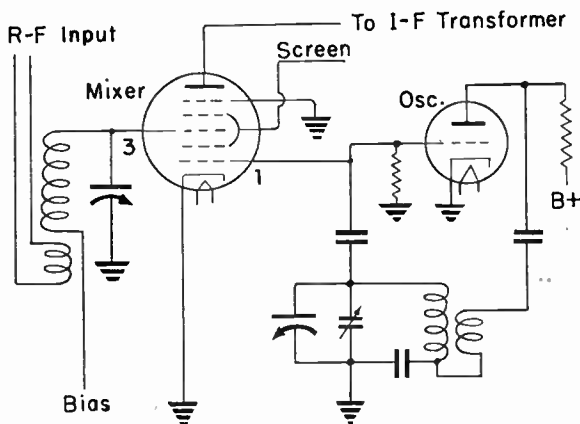 To I-F Transformer
R-F Input
Screen
Mixer
Osc.
3
1
B+
Bias